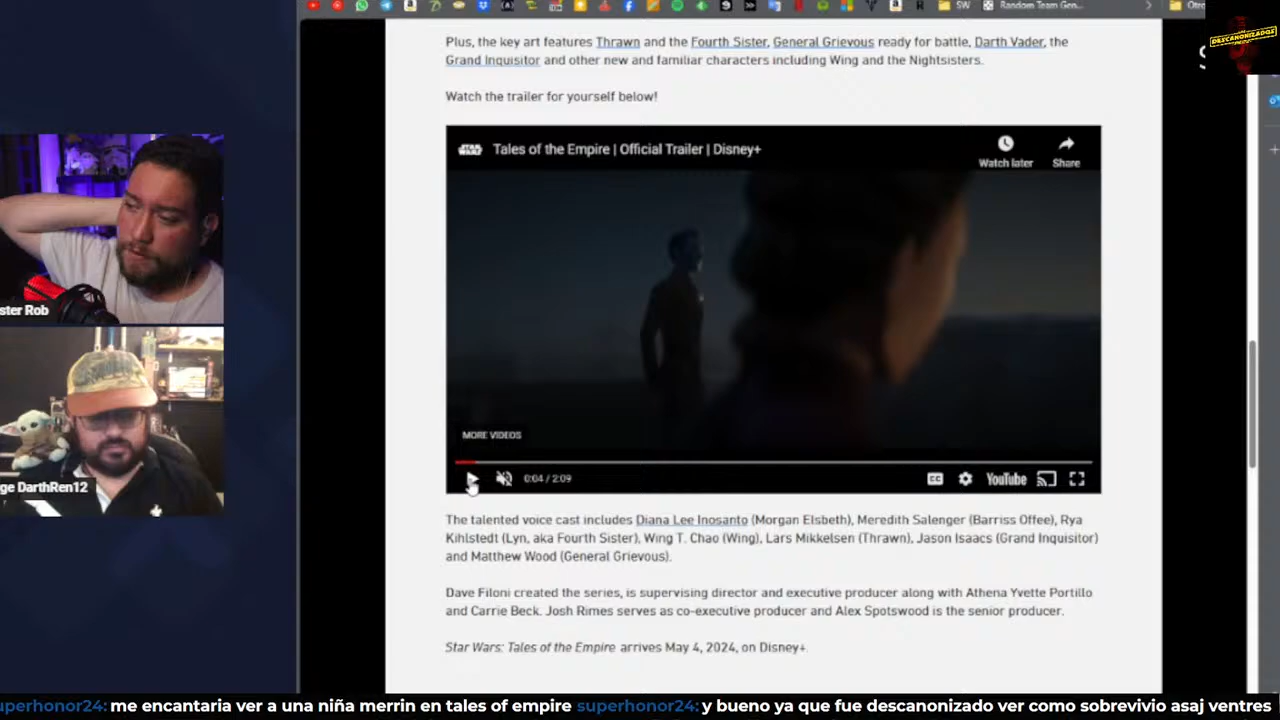 SW
Random Team Gen...
Otro
DESCANONIZADOS
Plus, the key art features Thrawn and the Fourth Sister, General Grievous ready for battle, Darth Vader, the
Grand Inquisitor and other new and familiar characters including Wing and the Nightsisters.
Watch the trailer for yourself below!
Tales of the Empire | Official Trailer | Disney+
Watch later
Share
MORE VIDEOS
0:04 / 2:09
CC
YouTube
ster Rob
ge DarthRen12
The talented voice cast includes Diana Lee Inosanto (Morgan Elsbeth), Meredith Salenger (Barriss Offee), Rya
Kihlstedt (Lyn, aka Fourth Sister), Wing T. Chao (Wing), Lars Mikkelsen (Thrawn), Jason Isaacs (Grand Inquisitor)
and Matthew Wood (General Grievous).
Dave Filoni created the series, is supervising director and executive producer along with Athena Yvette Portillo
and Carrie Beck. Josh Rimes serves as co-executive producer and Alex Spotswood is the senior producer.
Star Wars: Tales of the Empire arrives May 4, 2024, on Disney+.
uperhonor24: me encantaria ver a una niña merrin en tales of empire superhonor24: y bueno ya que fue descanonizado ver como sobrevivio asaj ventres